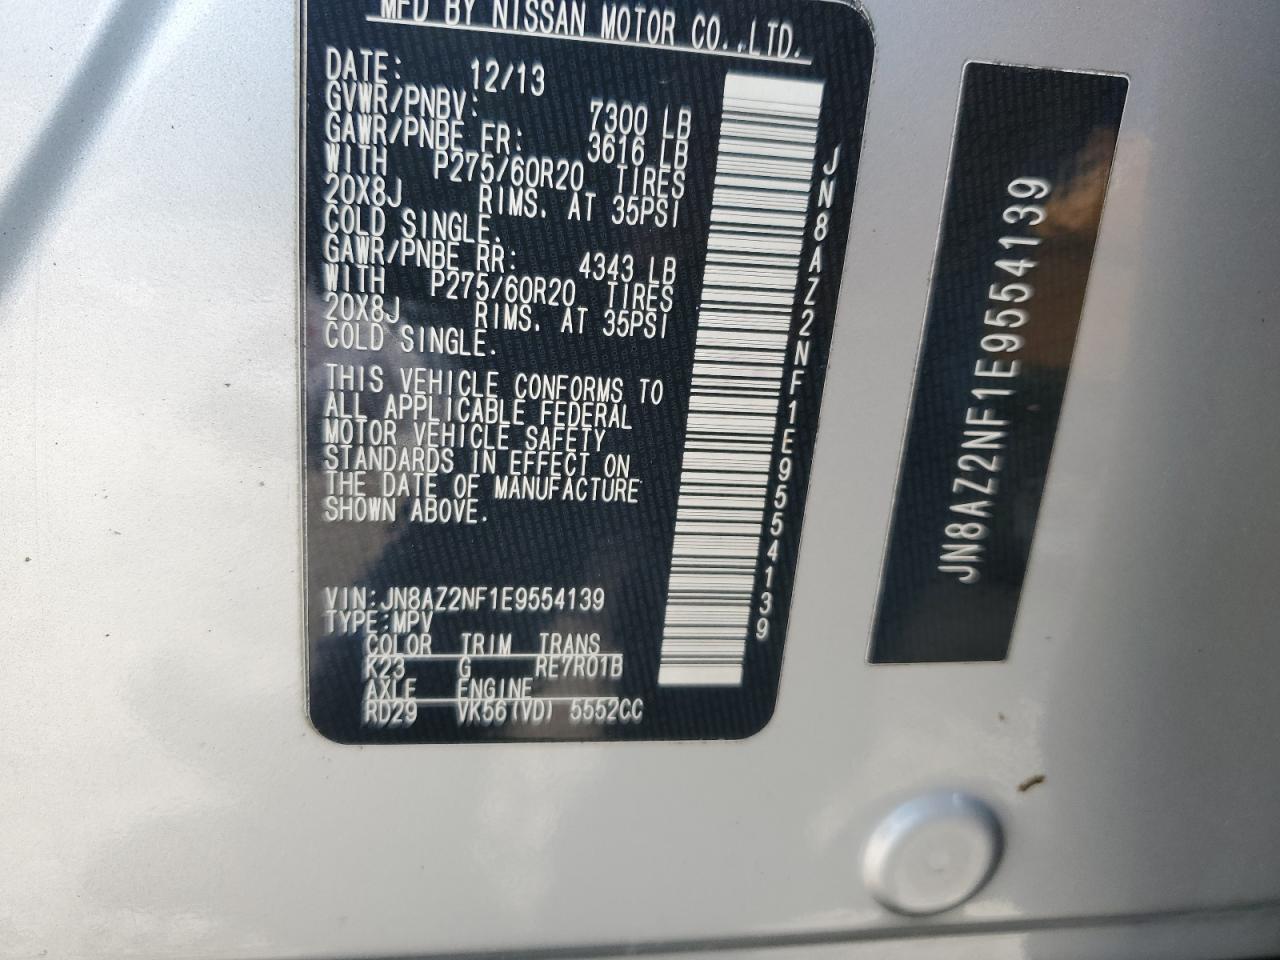 MFD BY NISSAN MOTOR CO.,LTD.
DATE: 12/13
GVWR/PNBV: 7300 LB
GAWR/PNBE FR: 3616 LB
WITH P275/60R20 TIRES
20X8J RIMS. AT 35PSI
COLD SINGLE.
GAWR/PNBE RR: 4343 LB
WITH P275/60R20 TIRES
20X8J RIMS. AT 35PSI
COLD SINGLE.
THIS VEHICLE CONFORMS TO
ALL APPLICABLE FEDERAL
MOTOR VEHICLE SAFETY
STANDARDS IN EFFECT ON
THE DATE OF MANUFACTURE
SHOWN ABOVE.
VIN:JN8AZ2NF1E9554139
TYPE:MPV
COLOR TRIM TRANS
K23 G RE7R01B
AXLE ENGINE
RD29 VK56(VD) 5552CC
JN8AZ2NF1E9554139
JN8AZ2NF1E9554139